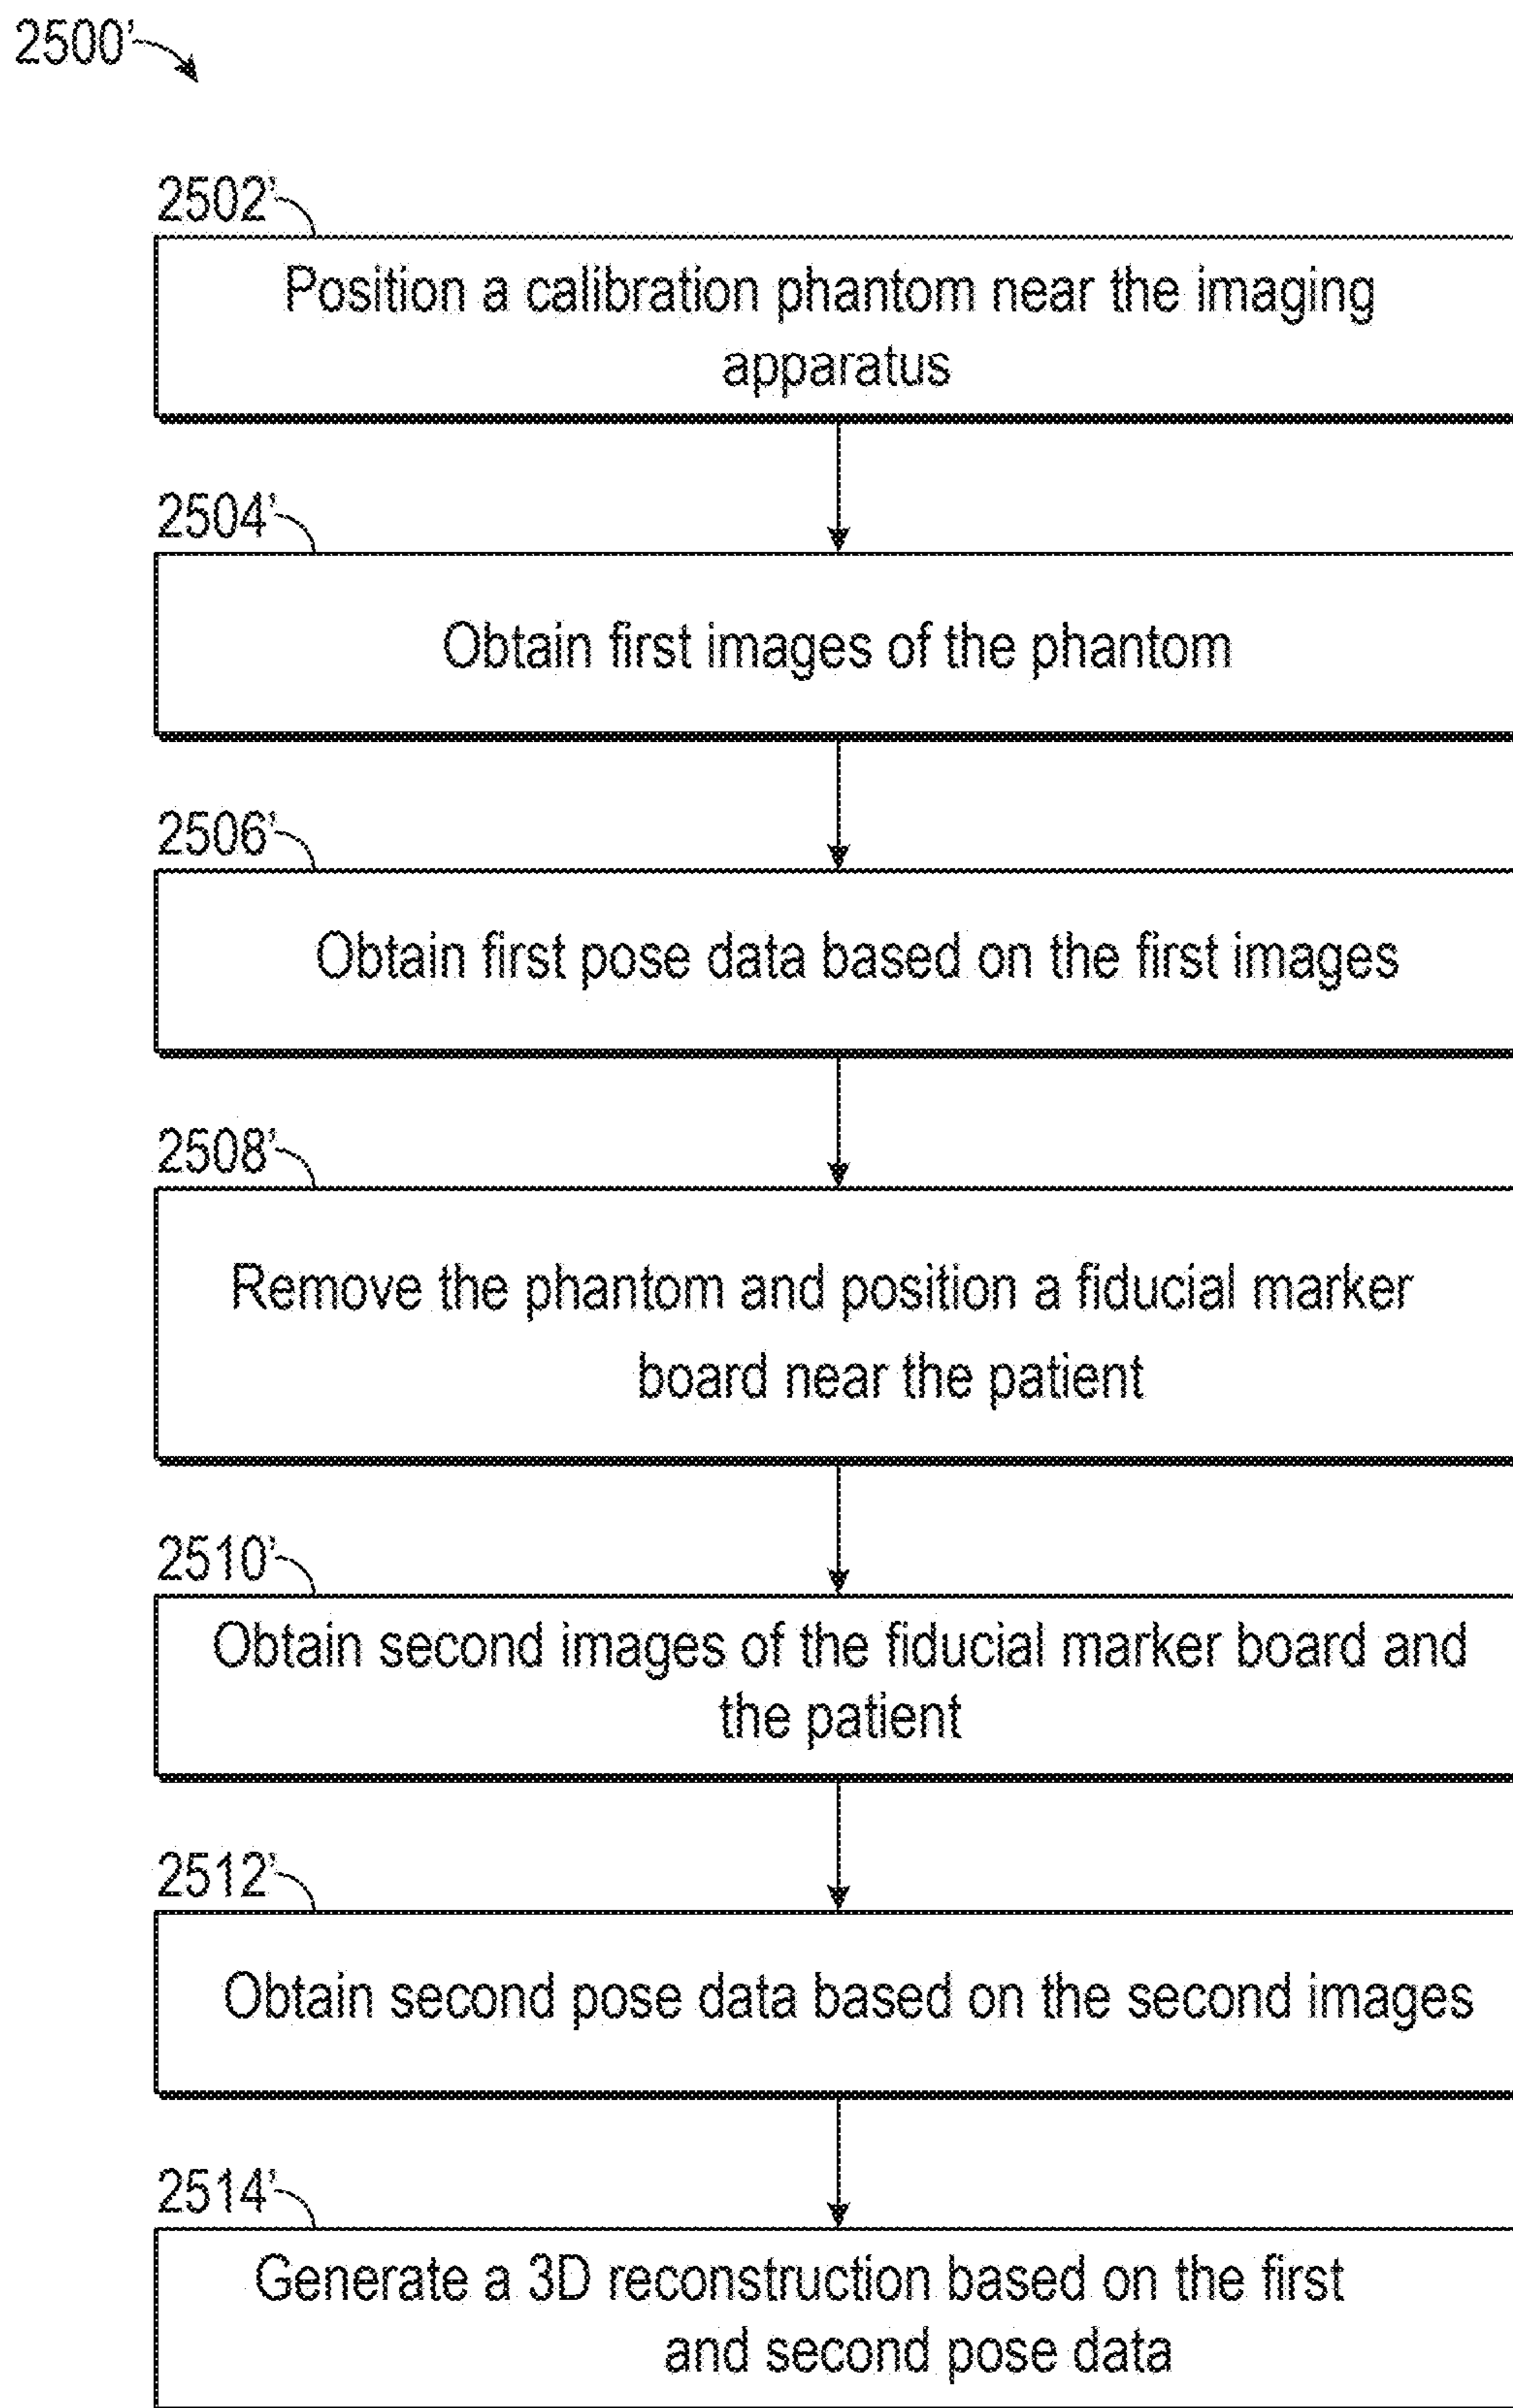 2500'
2502'
Position a calibration phantom near the imaging
apparatus
2504'
Obtain first images of the phantom
2506'
Obtain first pose data based on the first images
2508'
Remove the phantom and position a fiducial marker
board near the patient
2510'
Obtain second images of the fiducial marker board and
the patient
2512'
Obtain second pose data based on the second images
2514'
Generate a 3D reconstruction based on the first
and second pose data